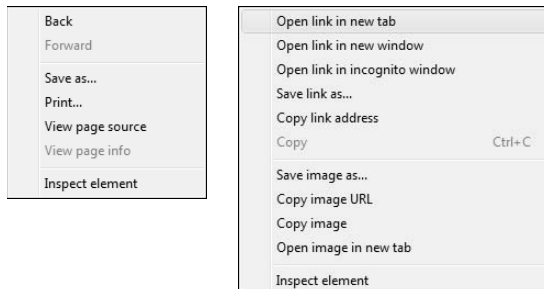 Back
Forward
Save as...
Print...
View page source
View page info
Inspect element
Open link in new tab
Open link in new window
Open link in incognito window
Save link as...
Copy link address
Copy Ctrl+C
Save image as...
Copy image URL
Copy image
Open image in new tab
Inspect element